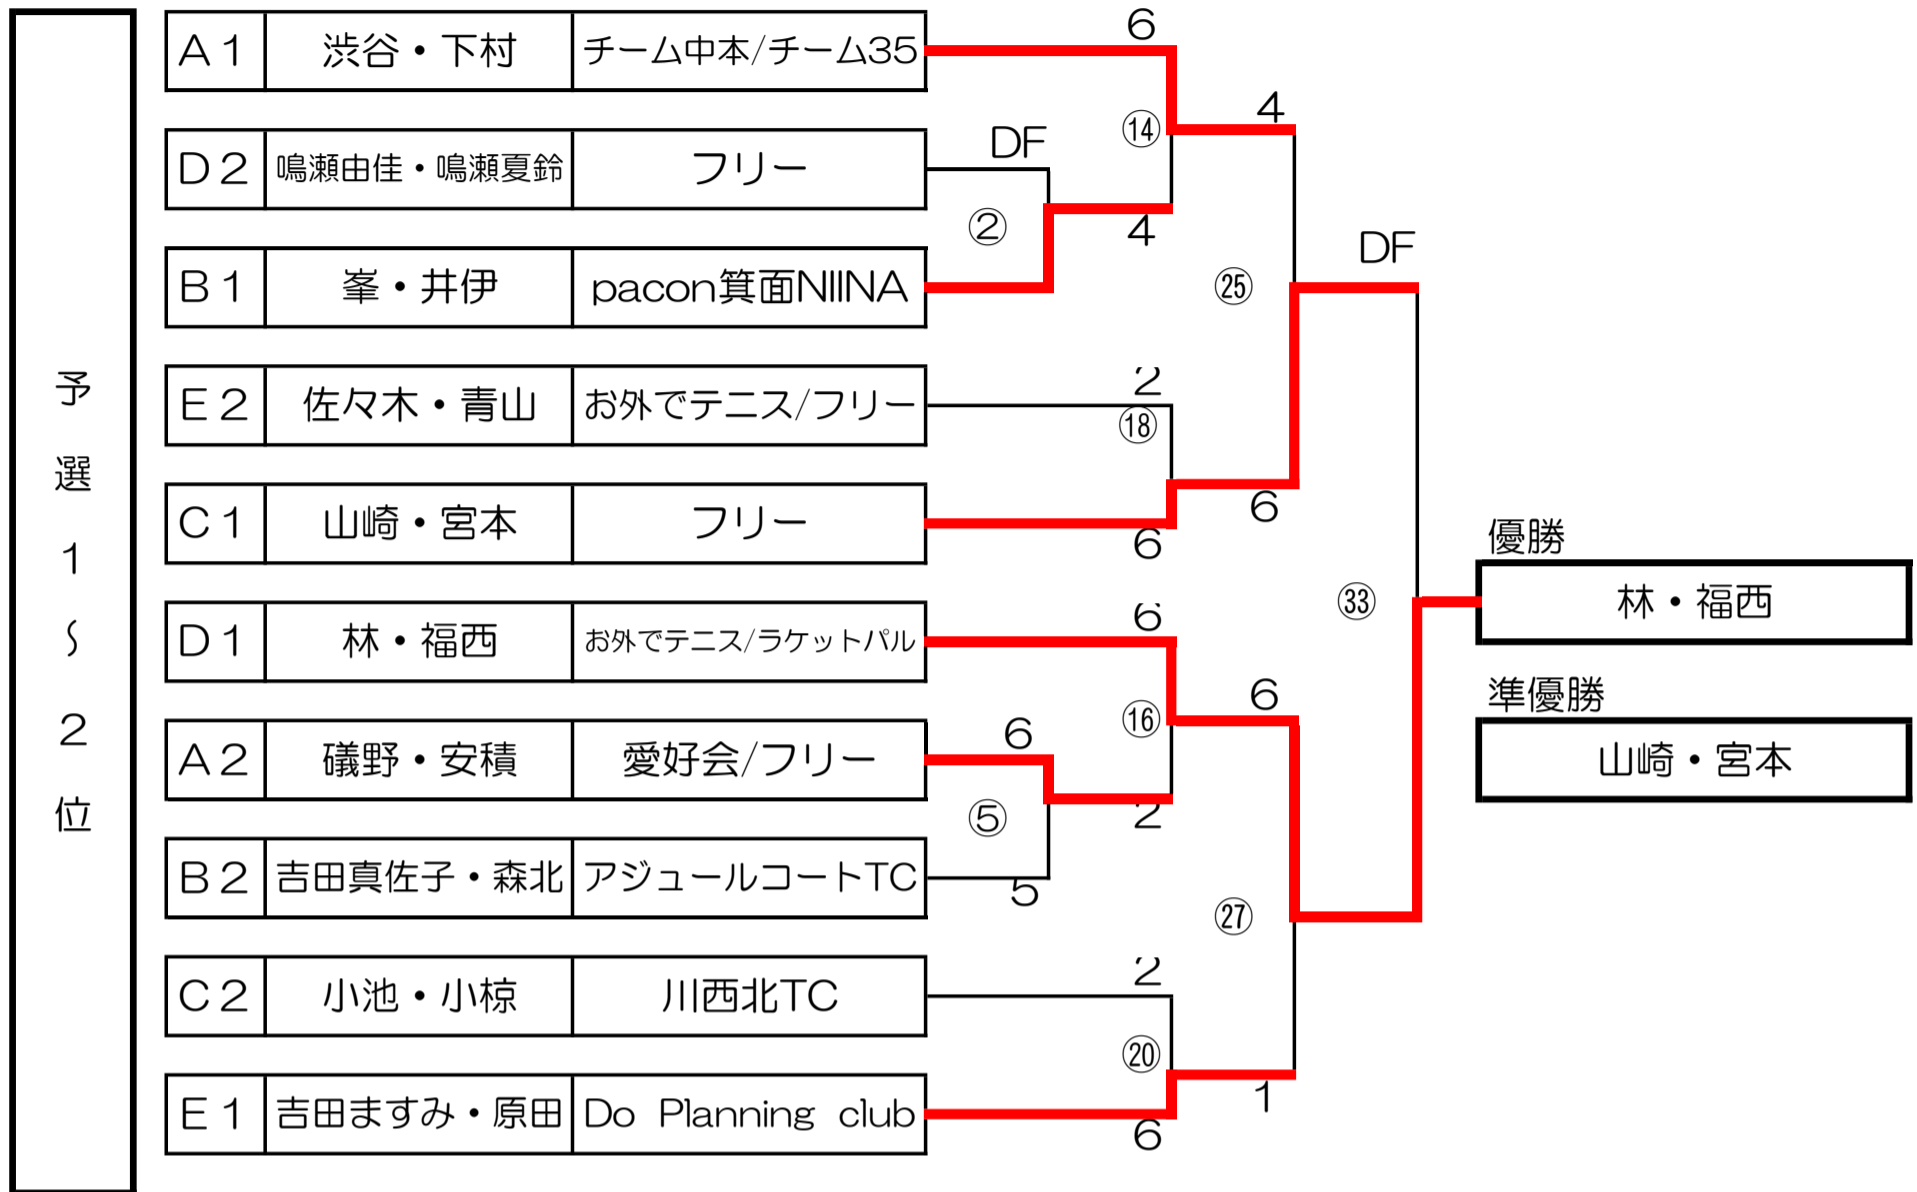 予選1～2位
A1 渋谷・下村 チーム中本/チーム35
6
4
⑭
D2 鳴瀬由佳・鳴瀬夏鈴 フリー
DF
②
4
B1 峯・井伊 pacon箕面NIINA
㉕
DF
E2 佐々木・青山 お外でテニス/フリー
2
⑱
C1 山崎・宮本 フリー
6
6
優勝
林・福西
㉝
D1 林・福西 お外でテニス/ラケットパル
6
6
⑯
準優勝
山崎・宮本
A2 礒野・安積 愛好会/フリー
6
⑤
2
B2 吉田真佐子・森北 アジュールコートTC
5
㉗
C2 小池・小椋 川西北TC
2
⑳
1
E1 吉田ますみ・原田 Do Planning club
6